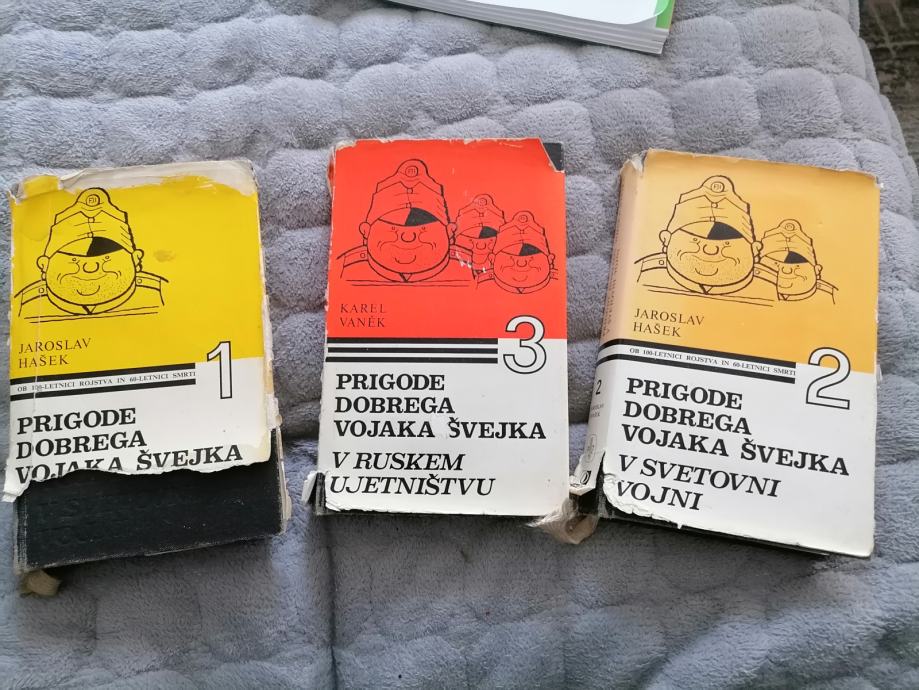 JAROSLAV
HAŠEK
1
OB 100-LETNICI ROJSTVA IN 60-LETNICI SMRTI
PRIGODE
DOBREGA
VOJAKA ŠVEJKA
KAREL
VANĚK
3
PRIGODE
DOBREGA
VOJAKA ŠVEJKA
V RUSKEM
UJETNIŠTVU
JAROSLAV
HAŠEK
2
OB 100-LETNICI ROJSTVA IN 60-LETNICI SMRTI
PRIGODE
DOBREGA
VOJAKA ŠVEJKA
V SVETOVNI
VOJNI
2